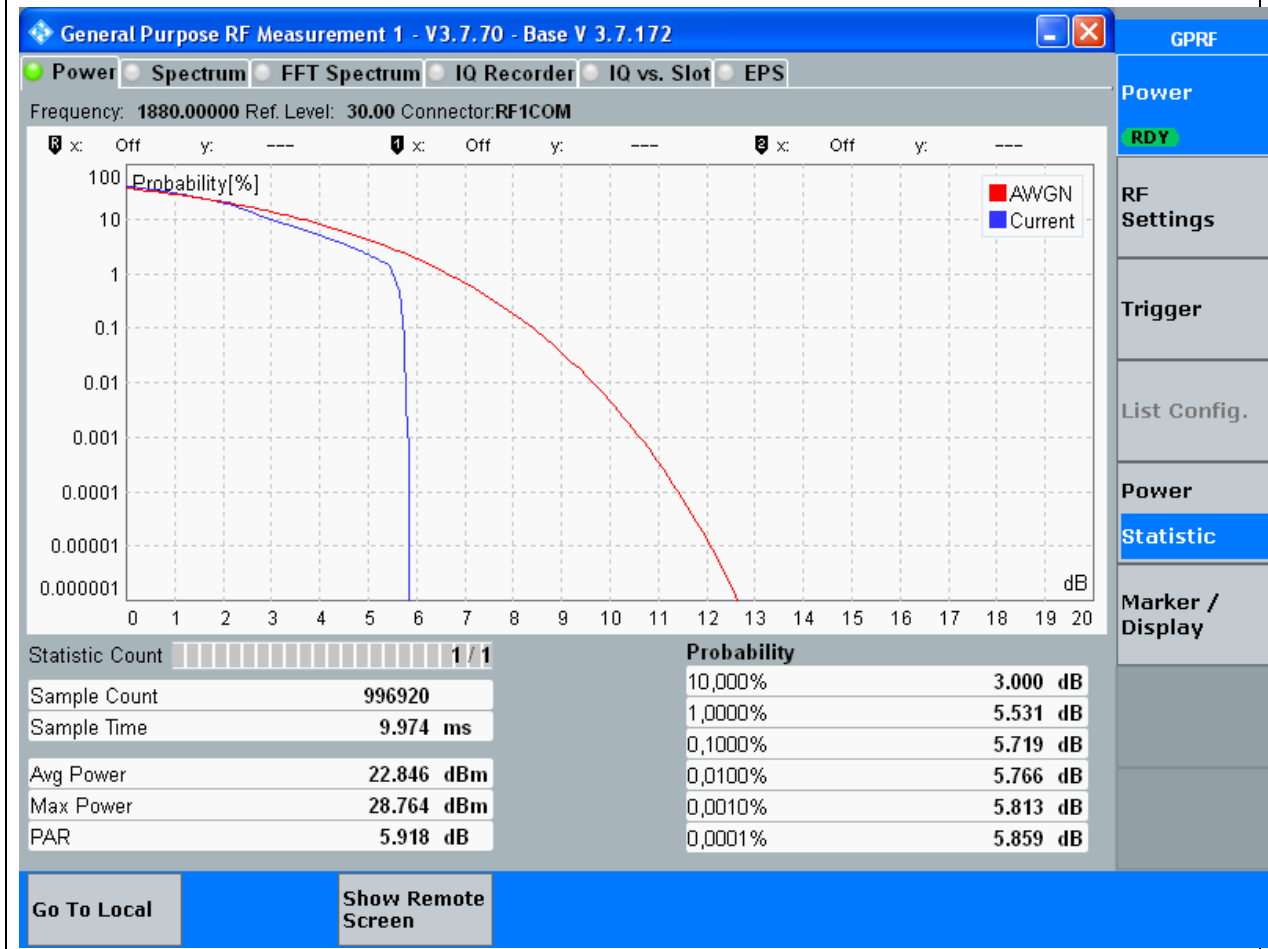 General Purpose RF Measurement 1 - V3.7.70 - Base V 3.7.172
GPRF
Power Spectrum FFT Spectrum IQ Recorder IQ vs. Slot EPS
Frequency: 1880.00000 Ref. Level: 30.00 Connector:RF1COM
R x: Off y: --- 1 x: Off y: --- 2 x: Off y: ---
Probability[%]
AWGN
Current
100
10
1
0.1
0.01
0.001
0.0001
0.00001
0.000001
dB
0 1 2 3 4 5 6 7 8 9 10 11 12 13 14 15 16 17 18 19 20
Statistic Count 1 / 1
Sample Count 996920
Sample Time 9.974 ms
Avg Power 22.846 dBm
Max Power 28.764 dBm
PAR 5.918 dB
Probability
10,000% 3.000 dB
1,0000% 5.531 dB
0,1000% 5.719 dB
0,0100% 5.766 dB
0,0010% 5.813 dB
0,0001% 5.859 dB
Power
RDY
RF
Settings
Trigger
List Config.
Power
Statistic
Marker /
Display
Go To Local
Show Remote
Screen